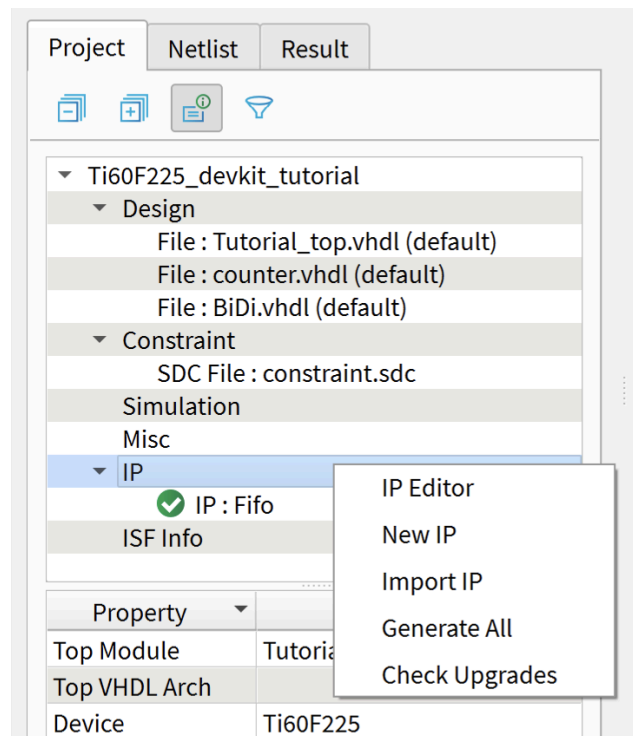 Project Netlist Result
Ti60F225_devkit_tutorial
Design
File : Tutorial_top.vhdl (default)
File : counter.vhdl (default)
File : BiDi.vhdl (default)
Constraint
SDC File : constraint.sdc
Simulation
Misc
IP
IP : Fifo
ISF Info
IP Editor
New IP
Import IP
Generate All
Check Upgrades
Property
Top Module Tutoria
Top VHDL Arch
Device Ti60F225